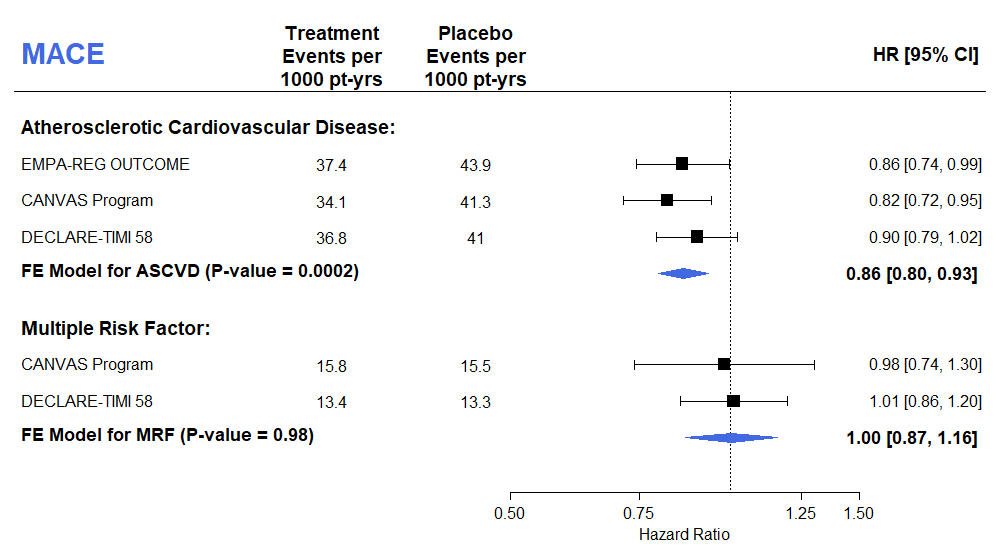 MACE Treatment Events per 1000 pt-yrs Placebo Events per 1000 pt-yrs HR [95% CI]
Atherosclerotic Cardiovascular Disease:
EMPA-REG OUTCOME 37.4 43.9 0.86 [0.74, 0.99]
CANVAS Program 34.1 41.3 0.82 [0.72, 0.95]
DECLARE-TIMI 58 36.8 41 0.90 [0.79, 1.02]
FE Model for ASCVD (P-value = 0.0002) 0.86 [0.80, 0.93]
Multiple Risk Factor:
CANVAS Program 15.8 15.5 0.98 [0.74, 1.30]
DECLARE-TIMI 58 13.4 13.3 1.01 [0.86, 1.20]
FE Model for MRF (P-value = 0.98) 1.00 [0.87, 1.16]
0.50 0.75 1.25 1.50
Hazard Ratio